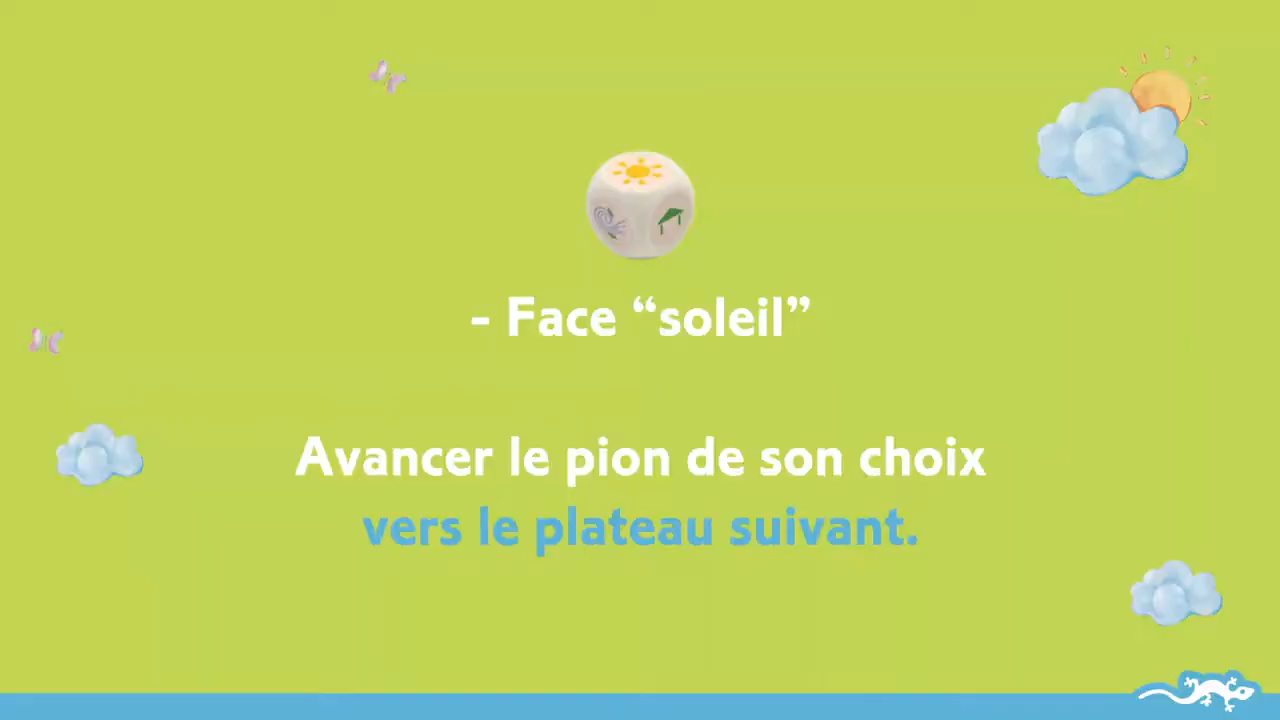 - Face “soleil”
Avancer le pion de son choix
vers le plateau suivant.